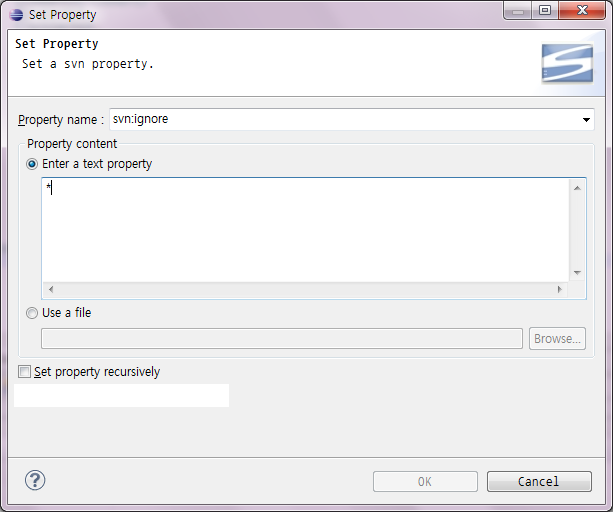 Set Property
Set Property
Set a svn property.
Property name : svn:ignore
Property content
Enter a text property
*
Use a file
Browse...
Set property recursively
?
OK Cancel